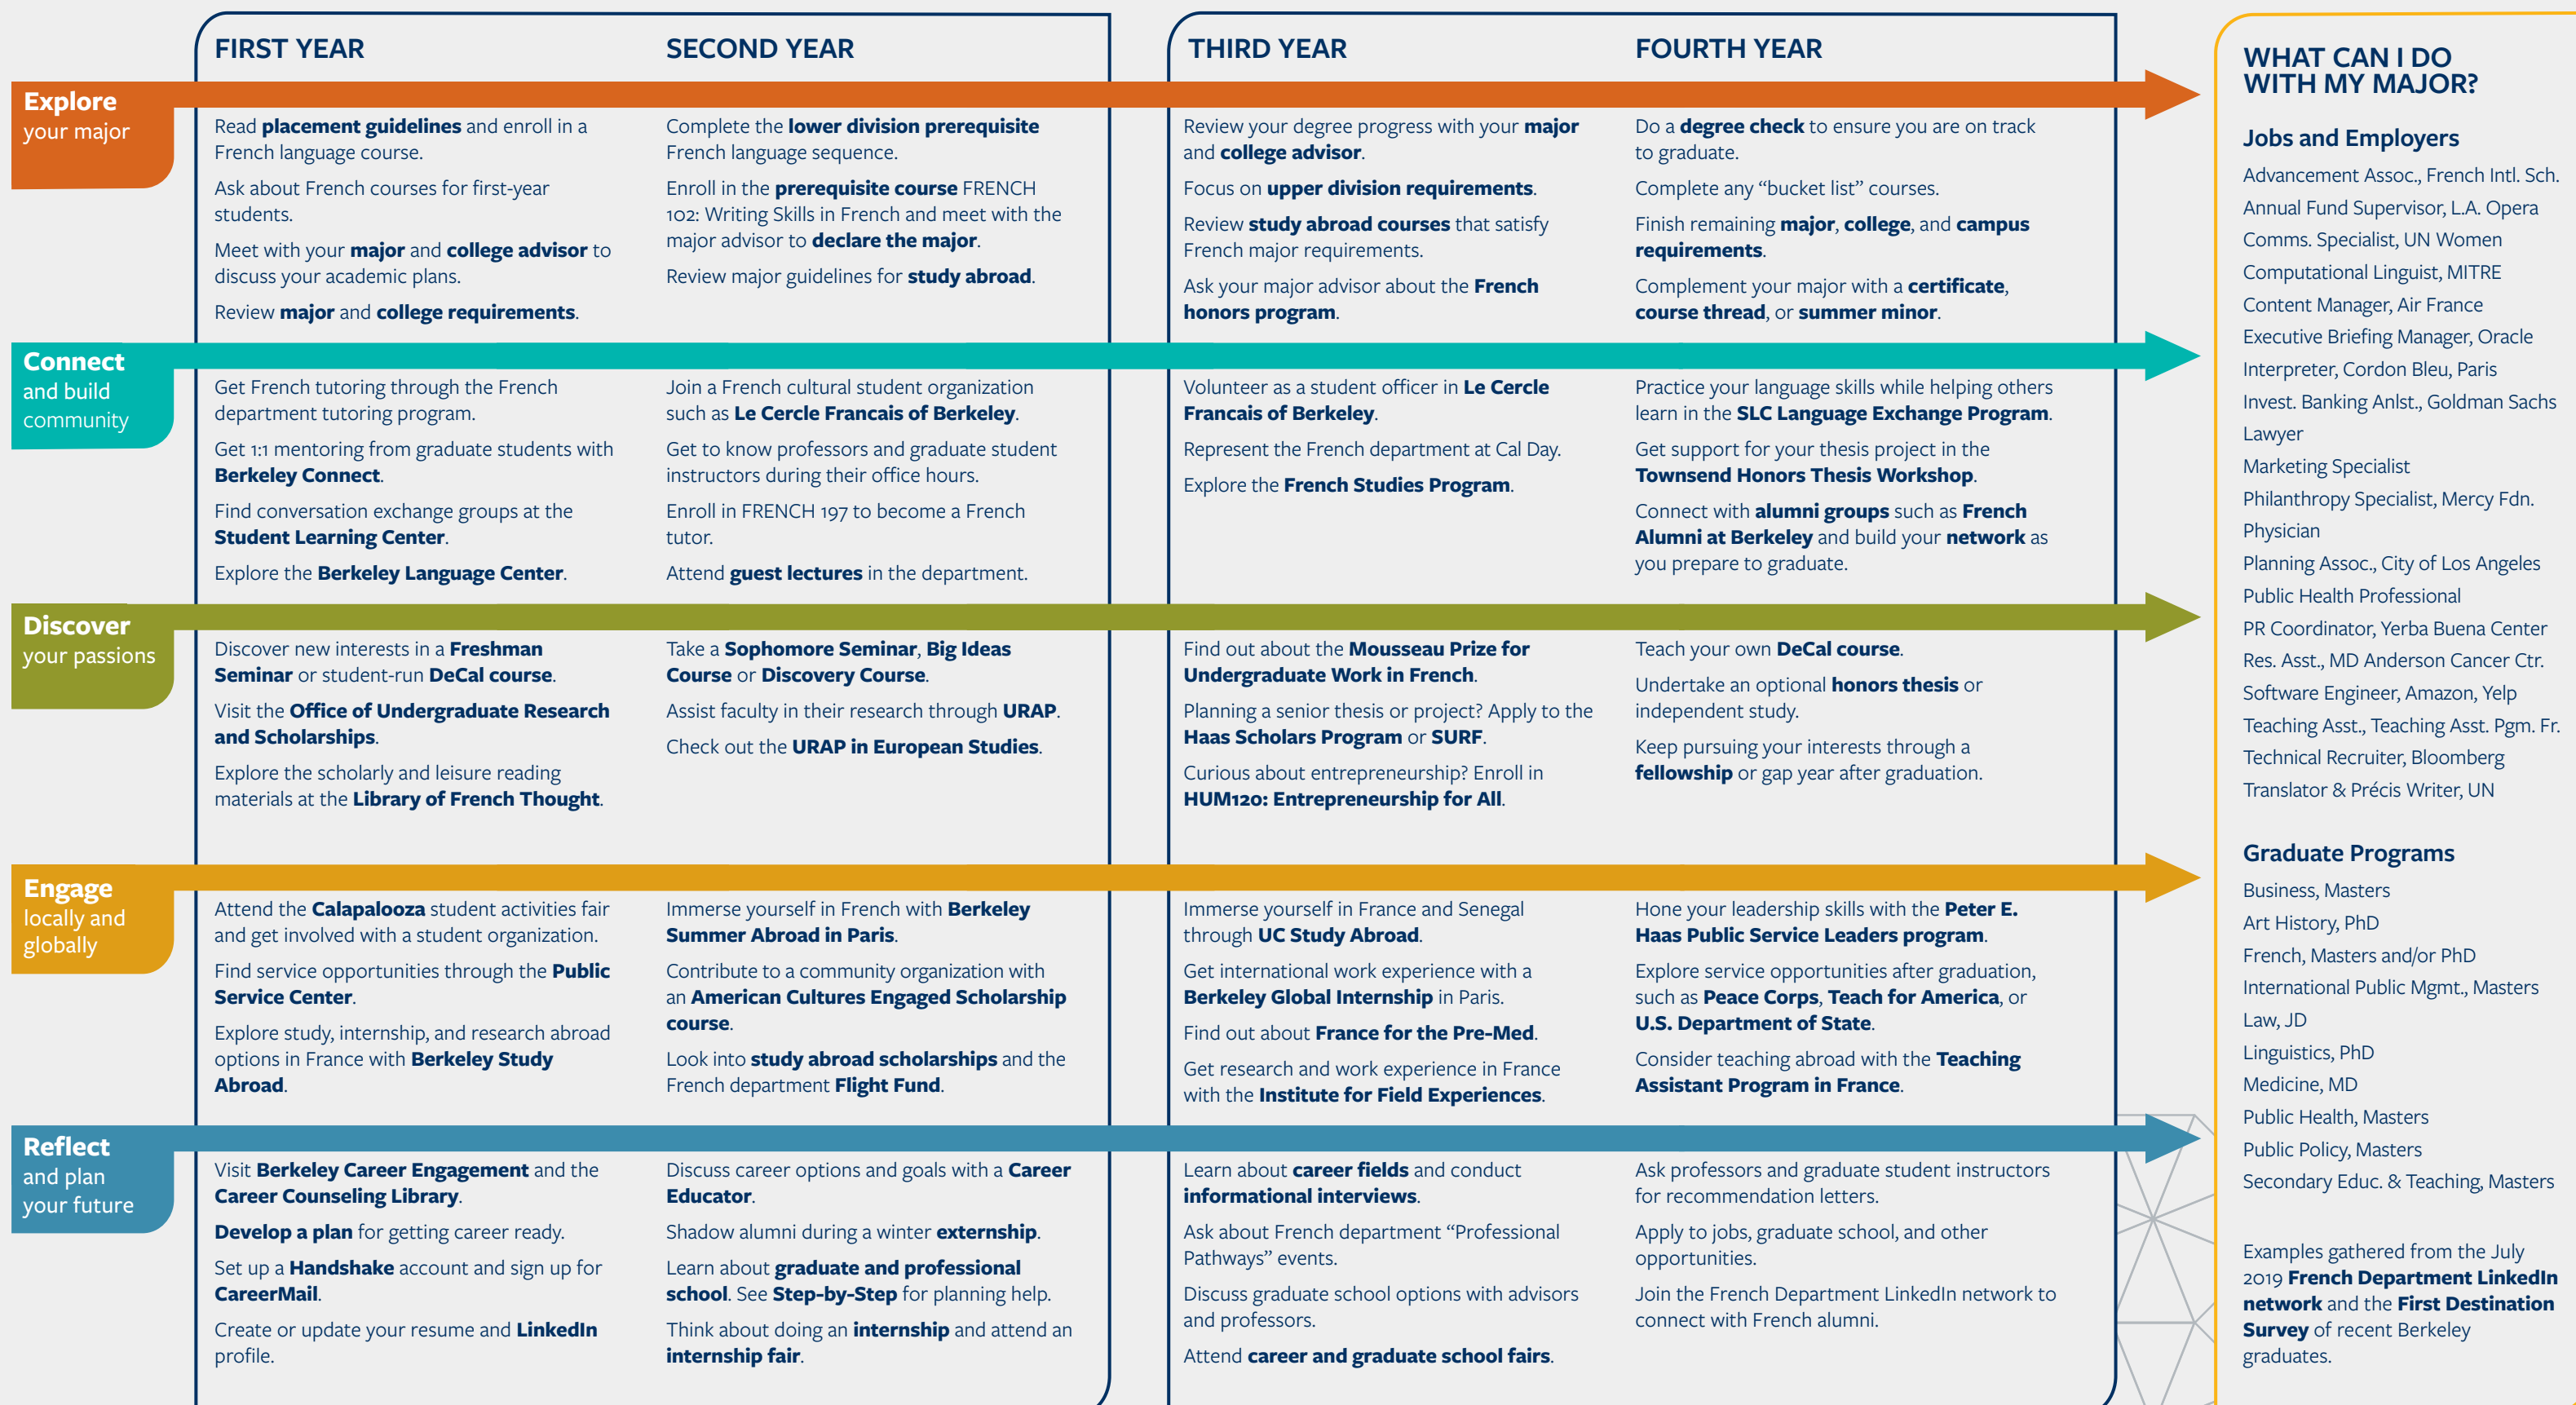 FIRST YEAR
SECOND YEAR
THIRD YEAR
FOURTH YEAR
Explore
your major
Read placement guidelines and enroll in a
French language course.
Ask about French courses for first-year
students.
Meet with your major and college advisor to
discuss your academic plans.
Review major and college requirements.
Complete the lower division prerequisite
French language sequence.
Enroll in the prerequisite course FRENCH
102: Writing Skills in French and meet with the
major advisor to declare the major.
Review major guidelines for study abroad.
Review your degree progress with your major
and college advisor.
Focus on upper division requirements.
Review study abroad courses that satisfy
French major requirements.
Ask your major advisor about the French
honors program.
Do a degree check to ensure you are on track
to graduate.
Complete any “bucket list” courses.
Finish remaining major, college, and campus
requirements.
Complement your major with a certificate,
course thread, or summer minor.
Connect
and build
community
Get French tutoring through the French
department tutoring program.
Get 1:1 mentoring from graduate students with
Berkeley Connect.
Find conversation exchange groups at the
Student Learning Center.
Explore the Berkeley Language Center.
Join a French cultural student organization
such as Le Cercle Francais of Berkeley.
Get to know professors and graduate student
instructors during their office hours.
Enroll in FRENCH 197 to become a French
tutor.
Attend guest lectures in the department.
Volunteer as a student officer in Le Cercle
Francais of Berkeley.
Represent the French department at Cal Day.
Explore the French Studies Program.
Practice your language skills while helping others
learn in the SLC Language Exchange Program.
Get support for your thesis project in the
Townsend Honors Thesis Workshop.
Connect with alumni groups such as French
Alumni at Berkeley and build your network as
you prepare to graduate.
Discover
your passions
Discover new interests in a Freshman
Seminar or student-run DeCal course.
Visit the Office of Undergraduate Research
and Scholarships.
Explore the scholarly and leisure reading
materials at the Library of French Thought.
Take a Sophomore Seminar, Big Ideas
Course or Discovery Course.
Assist faculty in their research through URAP.
Check out the URAP in European Studies.
Find out about the Mousseau Prize for
Undergraduate Work in French.
Planning a senior thesis or project? Apply to the
Haas Scholars Program or SURF.
Curious about entrepreneurship? Enroll in
HUM120: Entrepreneurship for All.
Teach your own DeCal course.
Undertake an optional honors thesis or
independent study.
Keep pursuing your interests through a
fellowship or gap year after graduation.
Engage
locally and
globally
Attend the Calapalooza student activities fair
and get involved with a student organization.
Find service opportunities through the Public
Service Center.
Explore study, internship, and research abroad
options in France with Berkeley Study
Abroad.
Immerse yourself in French with Berkeley
Summer Abroad in Paris.
Contribute to a community organization with
an American Cultures Engaged Scholarship
course.
Look into study abroad scholarships and the
French department Flight Fund.
Immerse yourself in France and Senegal
through UC Study Abroad.
Get international work experience with a
Berkeley Global Internship in Paris.
Find out about France for the Pre-Med.
Get research and work experience in France
with the Institute for Field Experiences.
Hone your leadership skills with the Peter E.
Haas Public Service Leaders program.
Explore service opportunities after graduation,
such as Peace Corps, Teach for America, or
U.S. Department of State.
Consider teaching abroad with the Teaching
Assistant Program in France.
Reflect
and plan
your future
Visit Berkeley Career Engagement and the
Career Counseling Library.
Develop a plan for getting career ready.
Set up a Handshake account and sign up for
CareerMail.
Create or update your resume and LinkedIn
profile.
Discuss career options and goals with a Career
Educator.
Shadow alumni during a winter externship.
Learn about graduate and professional
school. See Step-by-Step for planning help.
Think about doing an internship and attend an
internship fair.
Learn about career fields and conduct
informational interviews.
Ask about French department “Professional
Pathways” events.
Discuss graduate school options with advisors
and professors.
Attend career and graduate school fairs.
Ask professors and graduate student instructors
for recommendation letters.
Apply to jobs, graduate school, and other
opportunities.
Join the French Department LinkedIn network to
connect with French alumni.
WHAT CAN I DO
WITH MY MAJOR?
Jobs and Employers
Advancement Assoc., French Intl. Sch.
Annual Fund Supervisor, L.A. Opera
Comms. Specialist, UN Women
Computational Linguist, MITRE
Content Manager, Air France
Executive Briefing Manager, Oracle
Interpreter, Cordon Bleu, Paris
Invest. Banking Anlst., Goldman Sachs
Lawyer
Marketing Specialist
Philanthropy Specialist, Mercy Fdn.
Physician
Planning Assoc., City of Los Angeles
Public Health Professional
PR Coordinator, Yerba Buena Center
Res. Asst., MD Anderson Cancer Ctr.
Software Engineer, Amazon, Yelp
Teaching Asst., Teaching Asst. Pgm. Fr.
Technical Recruiter, Bloomberg
Translator & Précis Writer, UN
Graduate Programs
Business, Masters
Art History, PhD
French, Masters and/or PhD
International Public Mgmt., Masters
Law, JD
Linguistics, PhD
Medicine, MD
Public Health, Masters
Public Policy, Masters
Secondary Educ. & Teaching, Masters
Examples gathered from the July
2019 French Department LinkedIn
network and the First Destination
Survey of recent Berkeley
graduates.